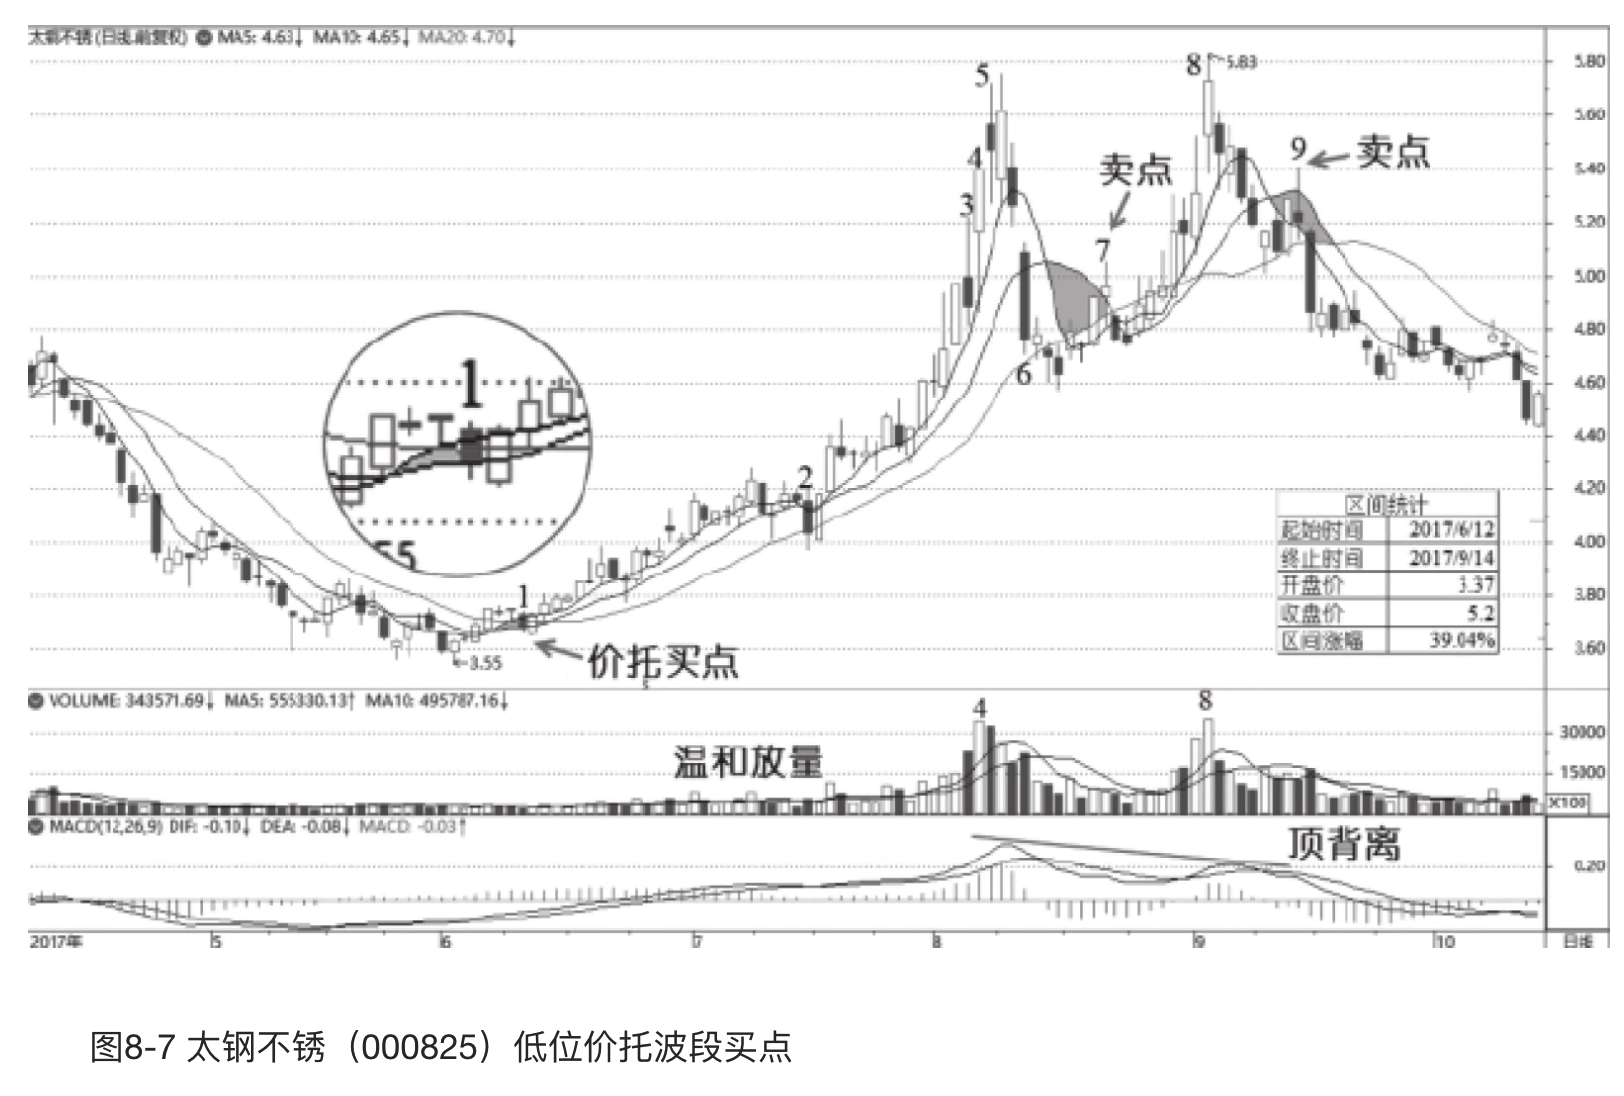 太钢不锈(日线.前复权) MA5: 4.63↓ MA10: 4.65↓ MA20: 4.70↓
5.80
5.60
5.40
5.20
5.00
4.80
4.60
4.40
4.20
4.00
3.80
3.60
5
8
5.83
4
3
9
卖点
卖点
7
6
1
55
2
1
价托买点
3.55
区间统计
起始时间 2017/6/12
终止时间 2017/9/14
开盘价 3.37
收盘价 5.2
区间涨幅 39.04%
VOLUME: 343571.69↓ MA5: 555330.13↑ MA10: 495787.16↓
4
8
温和放量
30000
15000
X100
MACD(12,26,9) DIF: -0.10↓ DEA: -0.08↓ MACD: -0.03↑
顶背离
0.20
2017年 5 6 7 8 9 10 日线
图8-7 太钢不锈（000825）低位价托波段买点